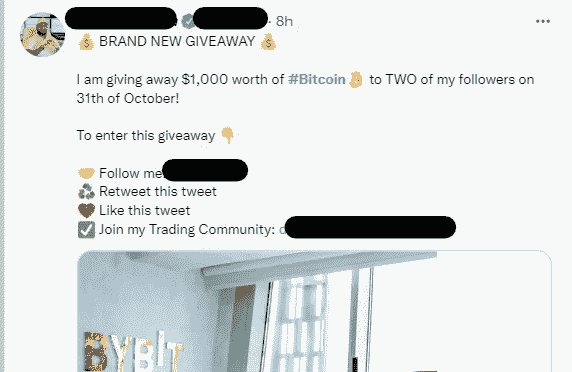 8h
BRAND NEW GIVEAWAY
I am giving away $1,000 worth of #Bitcoin to TWO of my followers on
31th of October!
To enter this giveaway
Follow me
Retweet this tweet
Like this tweet
Join my Trading Community:
BYBIT